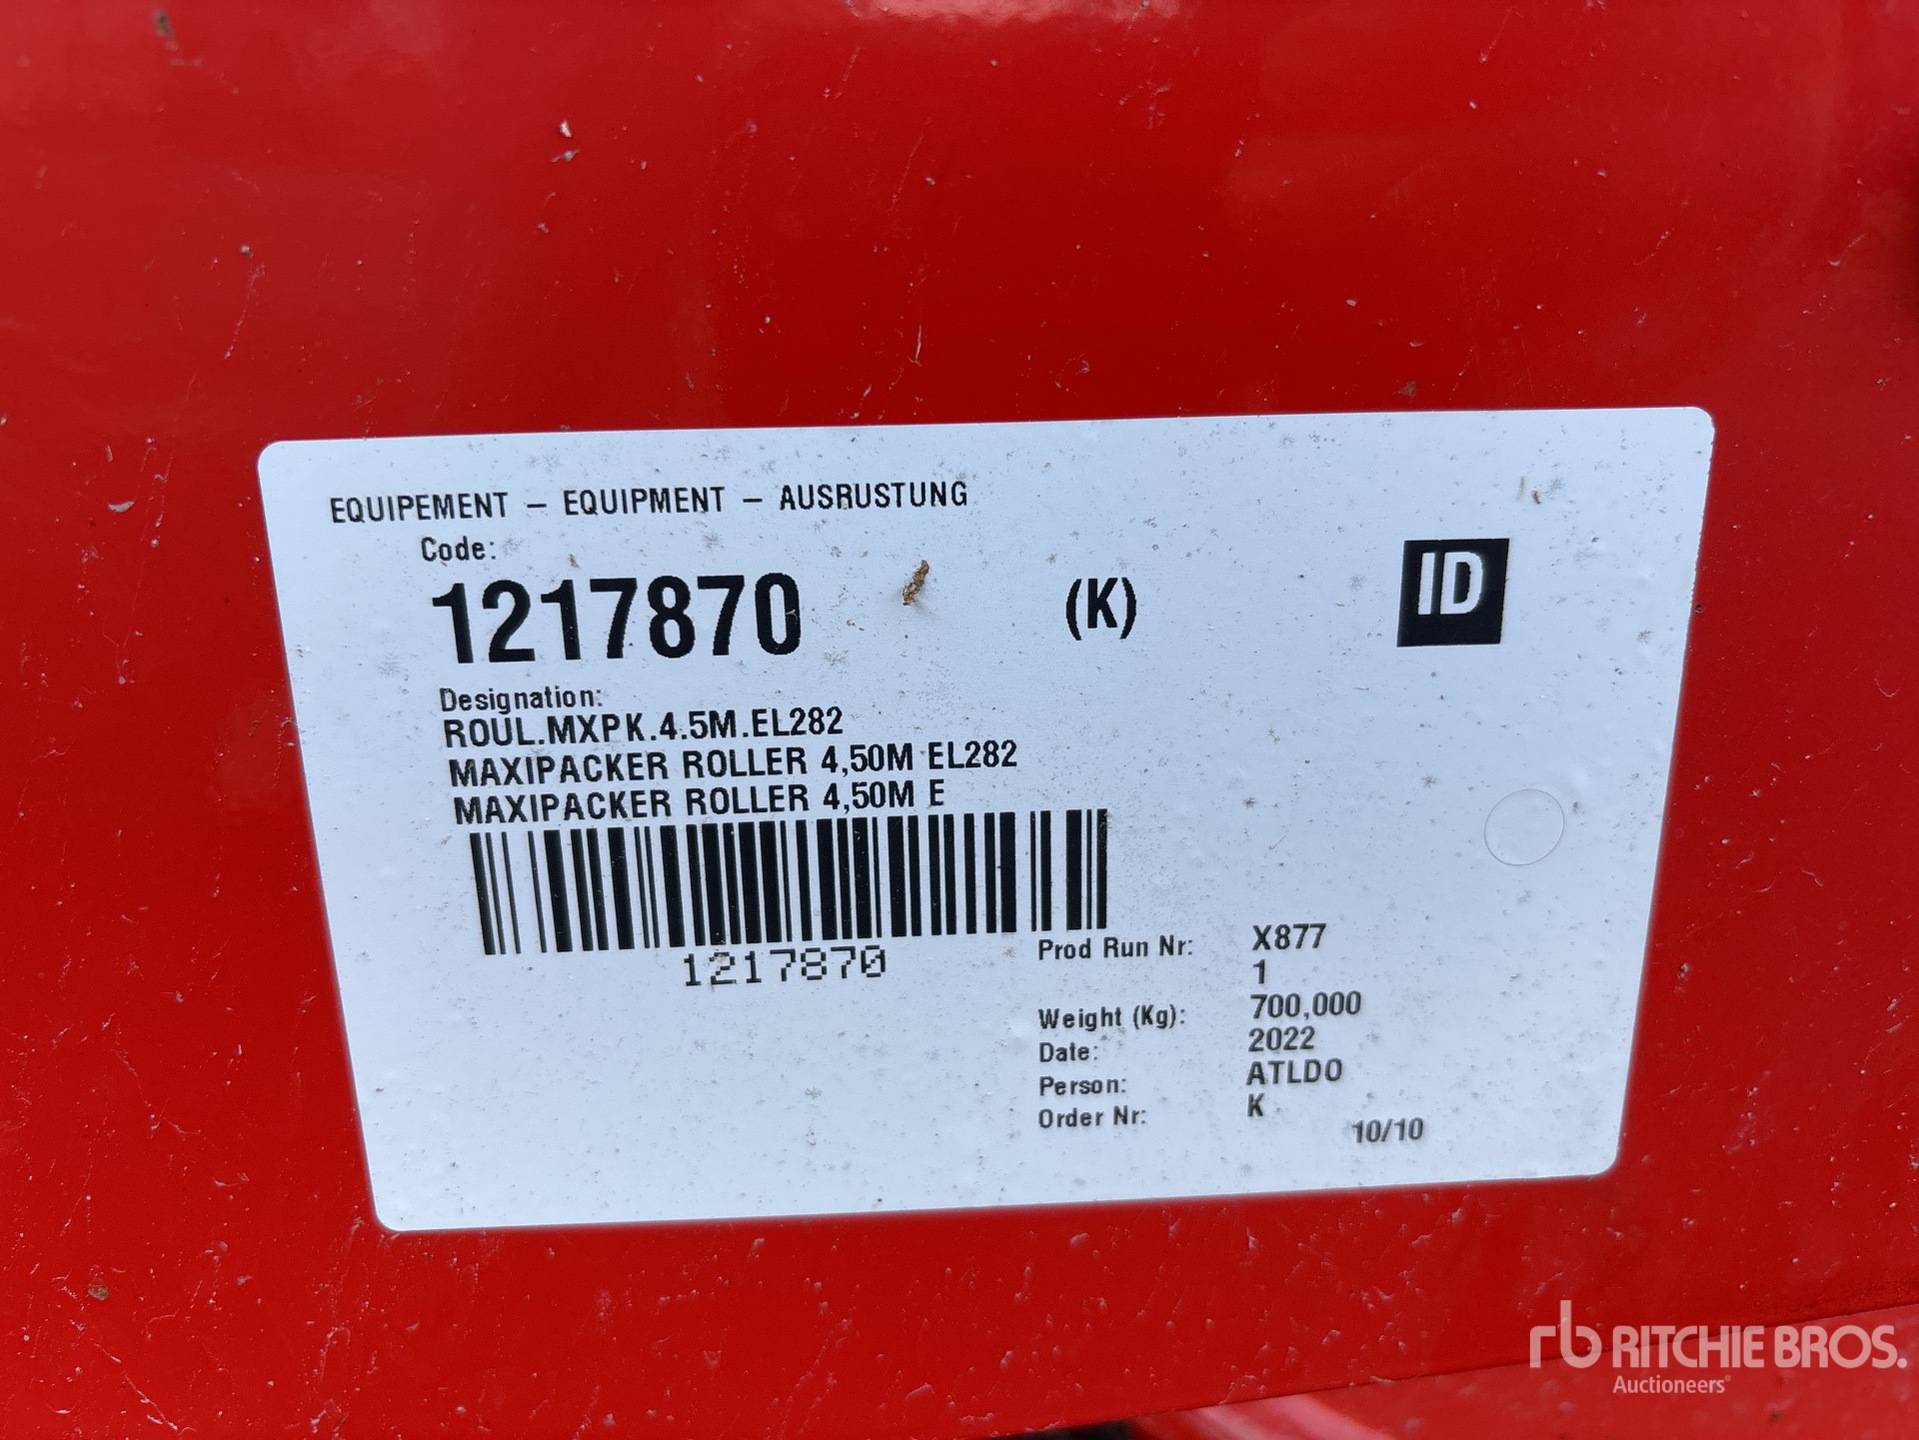 EQUIPEMENT – EQUIPMENT – AUSRUSTUNG
Code:
1217870 (K) ID
Designation:
ROUL.MXPK.4.5M.EL282
MAXIPACKER ROLLER 4,50M EL282
MAXIPACKER ROLLER 4,50M E
1217870
Prod Run Nr: X877
1
Weight (Kg): 700,000
Date: 2022
Person: ATLDO
Order Nr: K
10/10
rb RITCHIE BROS.
Auctioneers